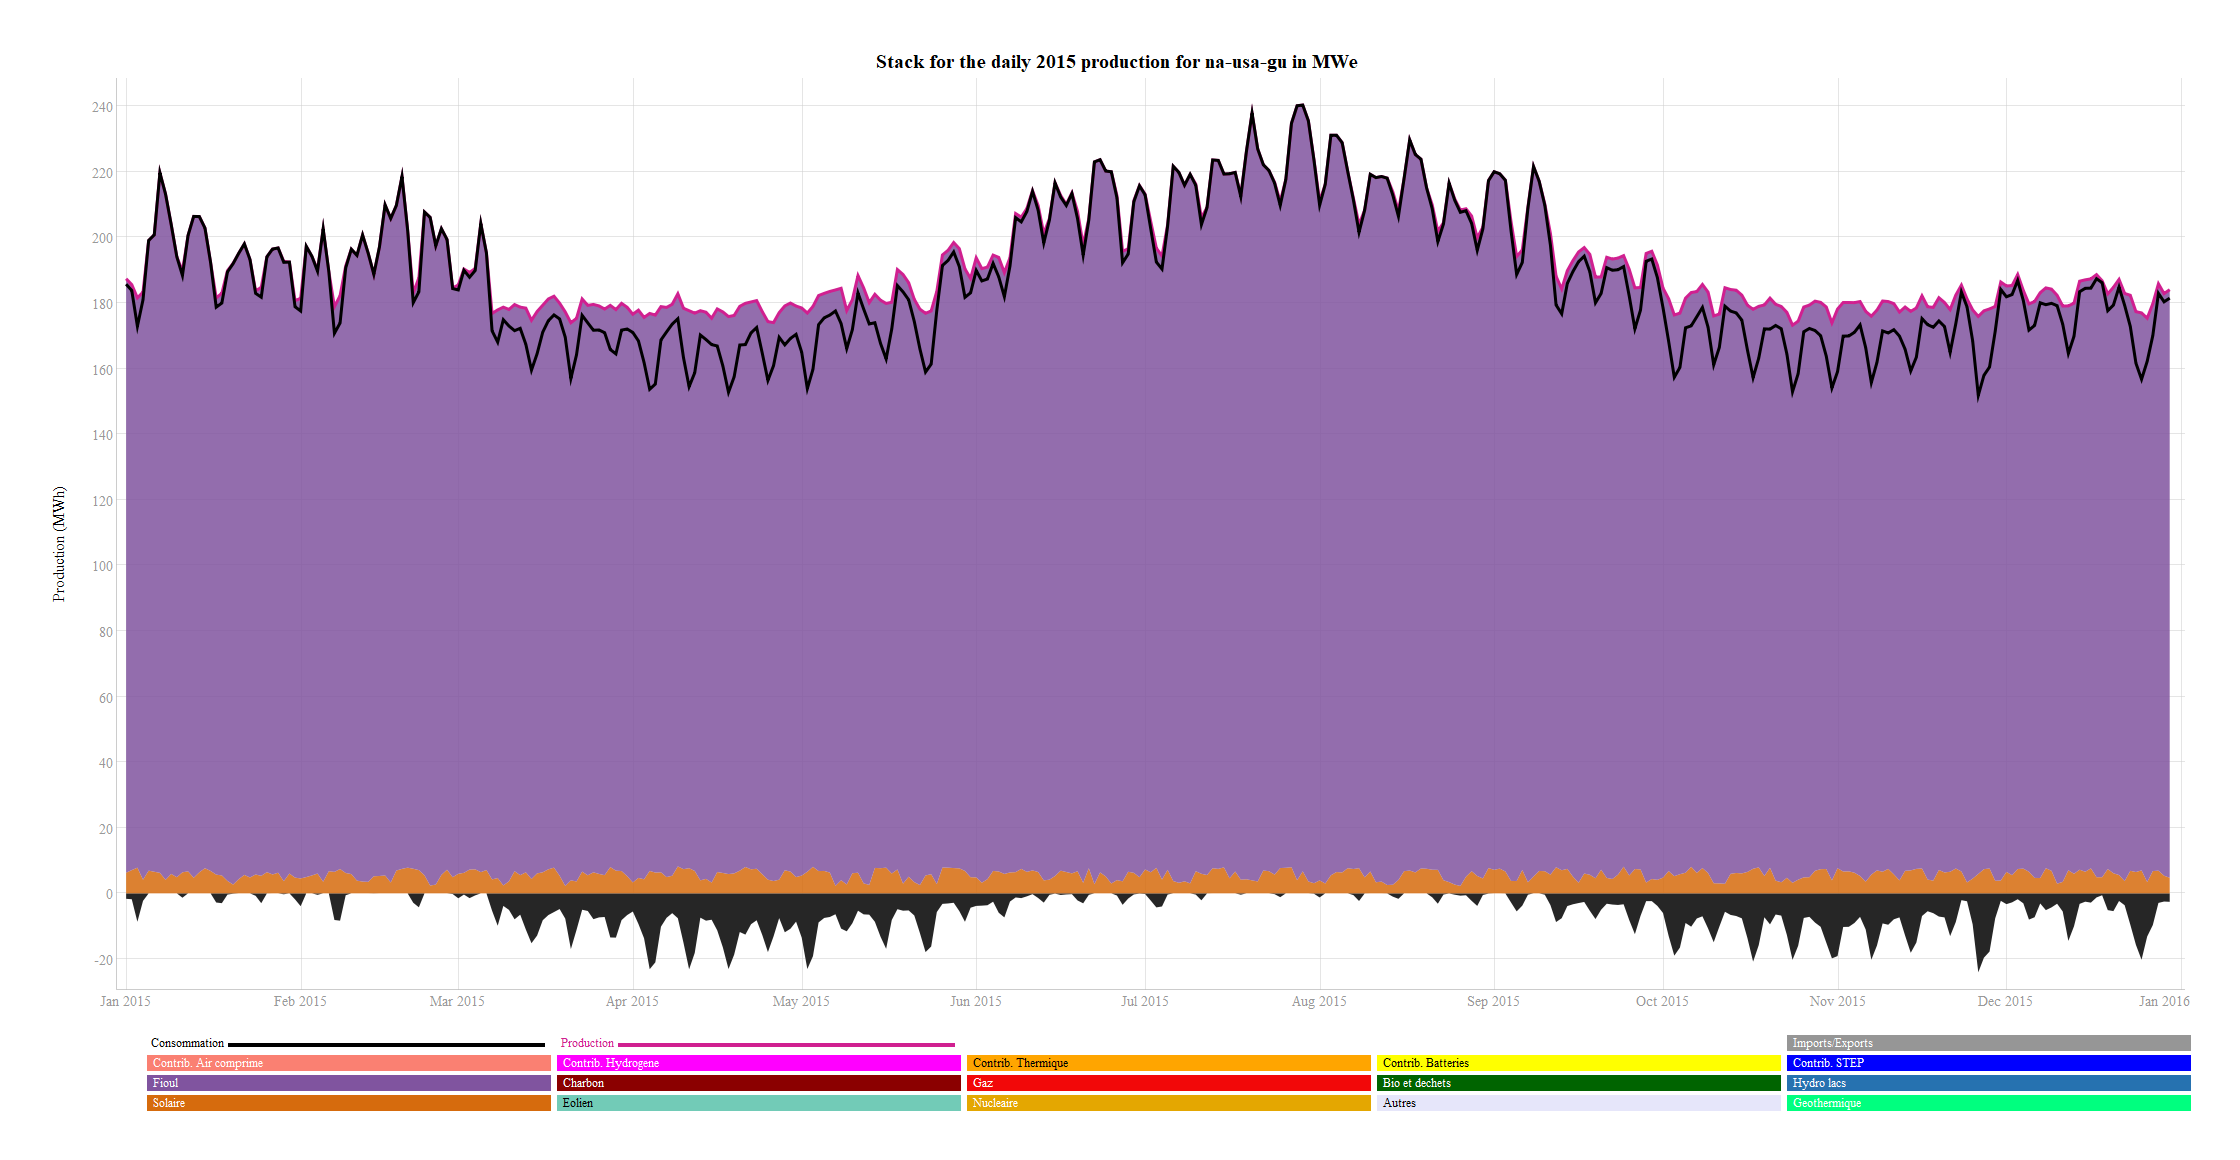 Stack for the daily 2015 production for na-usa-gu in MWe
240
220
200
180
160
140
120
100
80
60
40
20
0
-20
Production (MWh)
Jan 2015 Feb 2015 Mar 2015 Apr 2015 May 2015 Jun 2015 Jul 2015 Aug 2015 Sep 2015 Oct 2015 Nov 2015 Dec 2015 Jan 2016
Consommation Production Imports/Exports
Contrib. Air comprime Contrib. Hydrogene Contrib. Thermique Contrib. Batteries Contrib. STEP
Fioul Charbon Gaz Bio et dechets Hydro lacs
Solaire Eolien Nucleaire Autres Geothermique